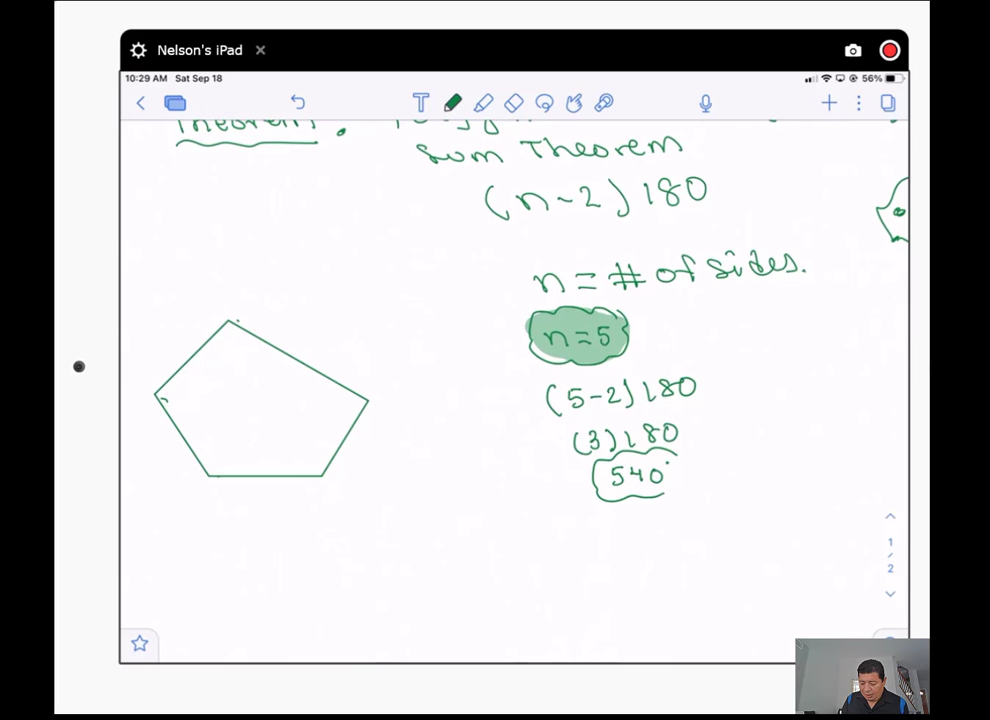 Nelson's iPad
10:29 AM Sat Sep 18
56%
T
Theorem.
Sum Theorem
(n-2)180
n = # of sides.
n=5
(5-2)180
(3)180
540°
1
/
2